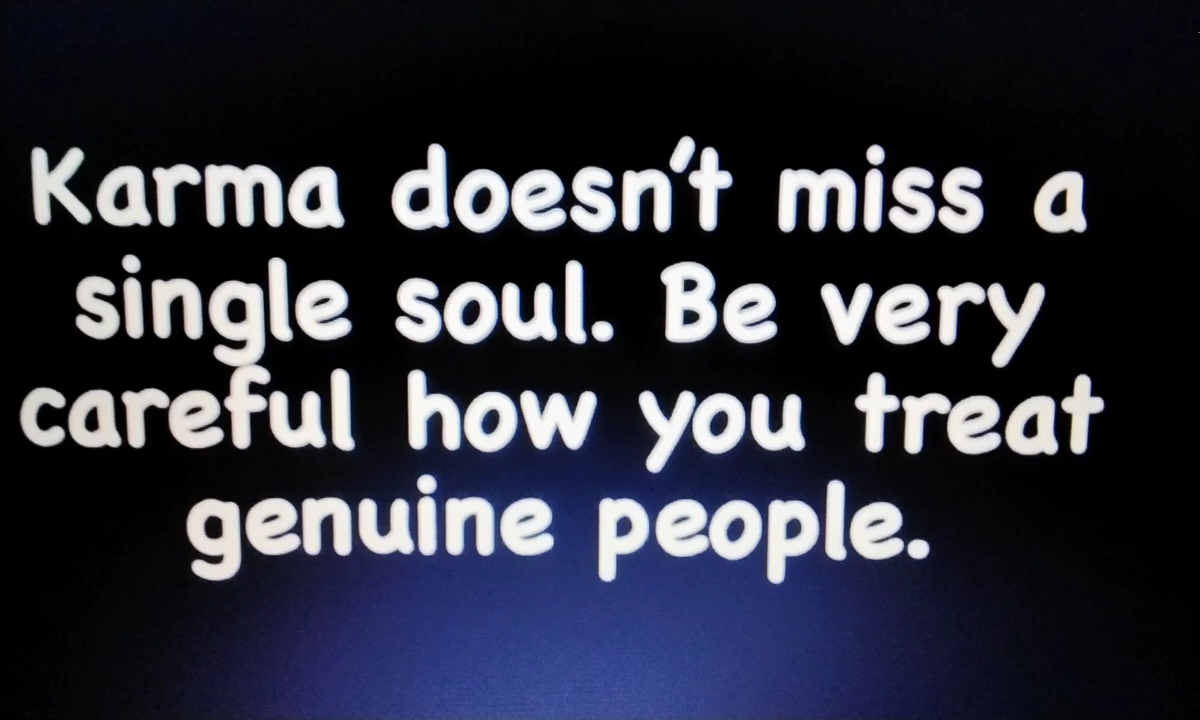 Karma doesn't miss a
single soul. Be very
careful how you treat
genuine people.